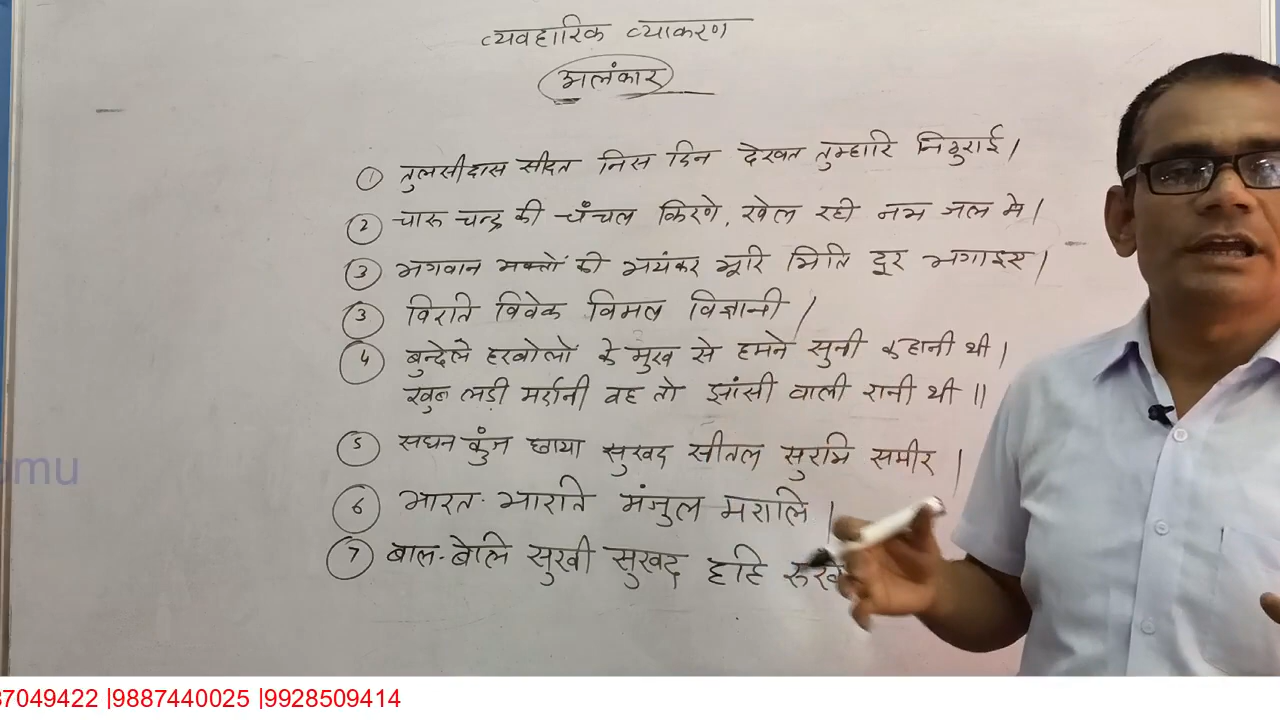 व्यवहारिक व्याकरण
अलंकार
① तुलसीदास सीदत निस दिन देखत तुम्हारि निठुराई।
② चारू चन्द्र की चँचल किरणे, खेल रही नभ जल मे।
③ भगवान भक्तों की भयंकर भूरि भिति दूर भगाइए।
③ विरति विवेक विमल विज्ञानी।
④ बुन्देले हरबोलों के मुख से हमने सुनी कहानी थी।
खुब लड़ी मर्दानी वह तो झांसी वाली रानी थी॥
⑤ सघन कुंज छाया सुखद सीतल सुरभि समीर।
⑥ भारत-भारति मंजुल मरालि।
⑦ बाल-बेलि सुखी सुखद
omu
37049422 |9887440025 |9928509414